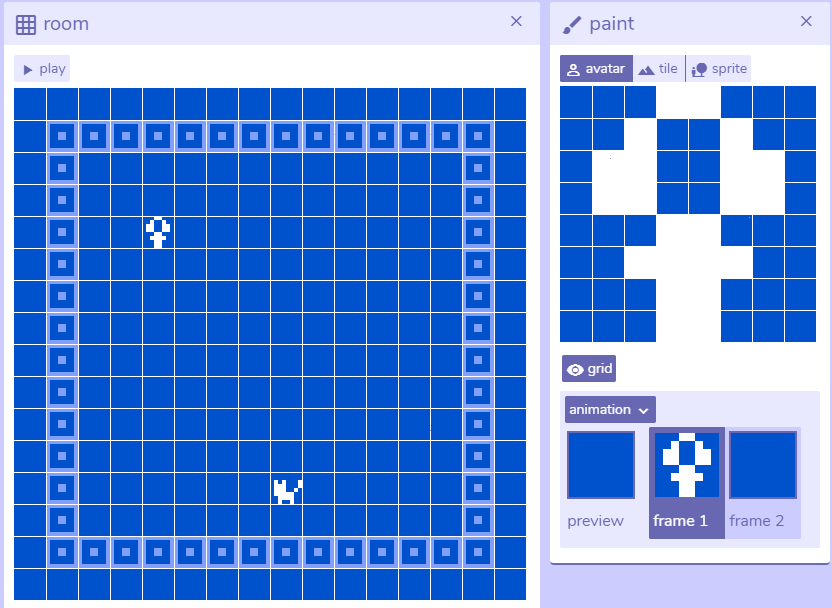 room
play
paint
avatar
tile
sprite
grid
animation
preview
frame 1
frame 2